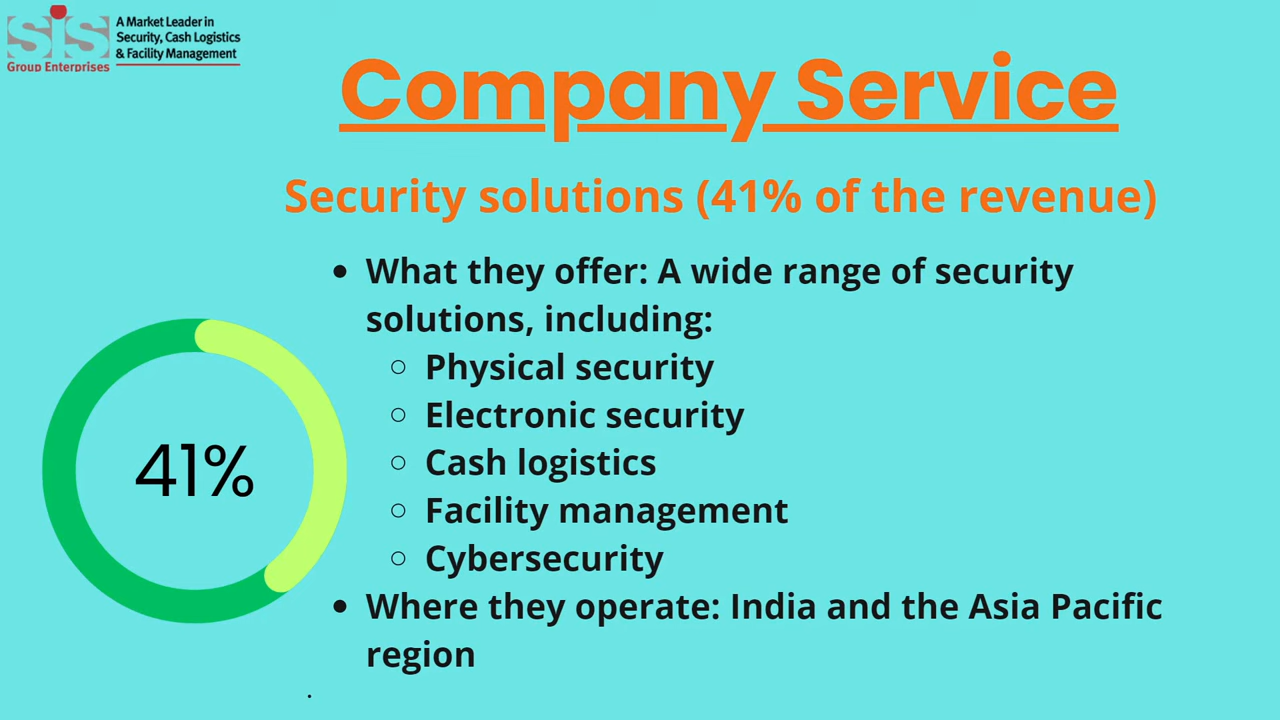 sis
Group Enterprises
A Market Leader in
Security, Cash Logistics
& Facility Management
Company Service
Security solutions (41% of the revenue)
• What they offer: A wide range of security
solutions, including:
○ Physical security
○ Electronic security
○ Cash logistics
○ Facility management
○ Cybersecurity
• Where they operate: India and the Asia Pacific
region
.
41%